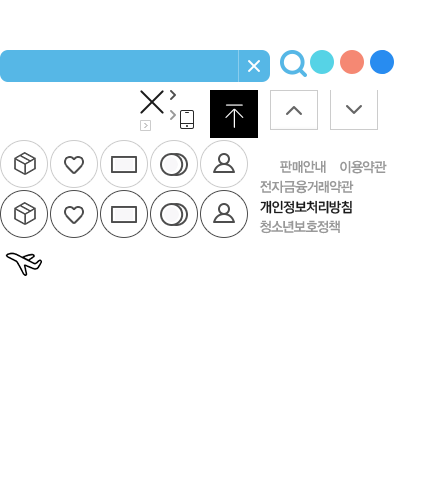 판매안내 이용약관
전자금융거래약관
개인정보처리방침
청소년보호정책